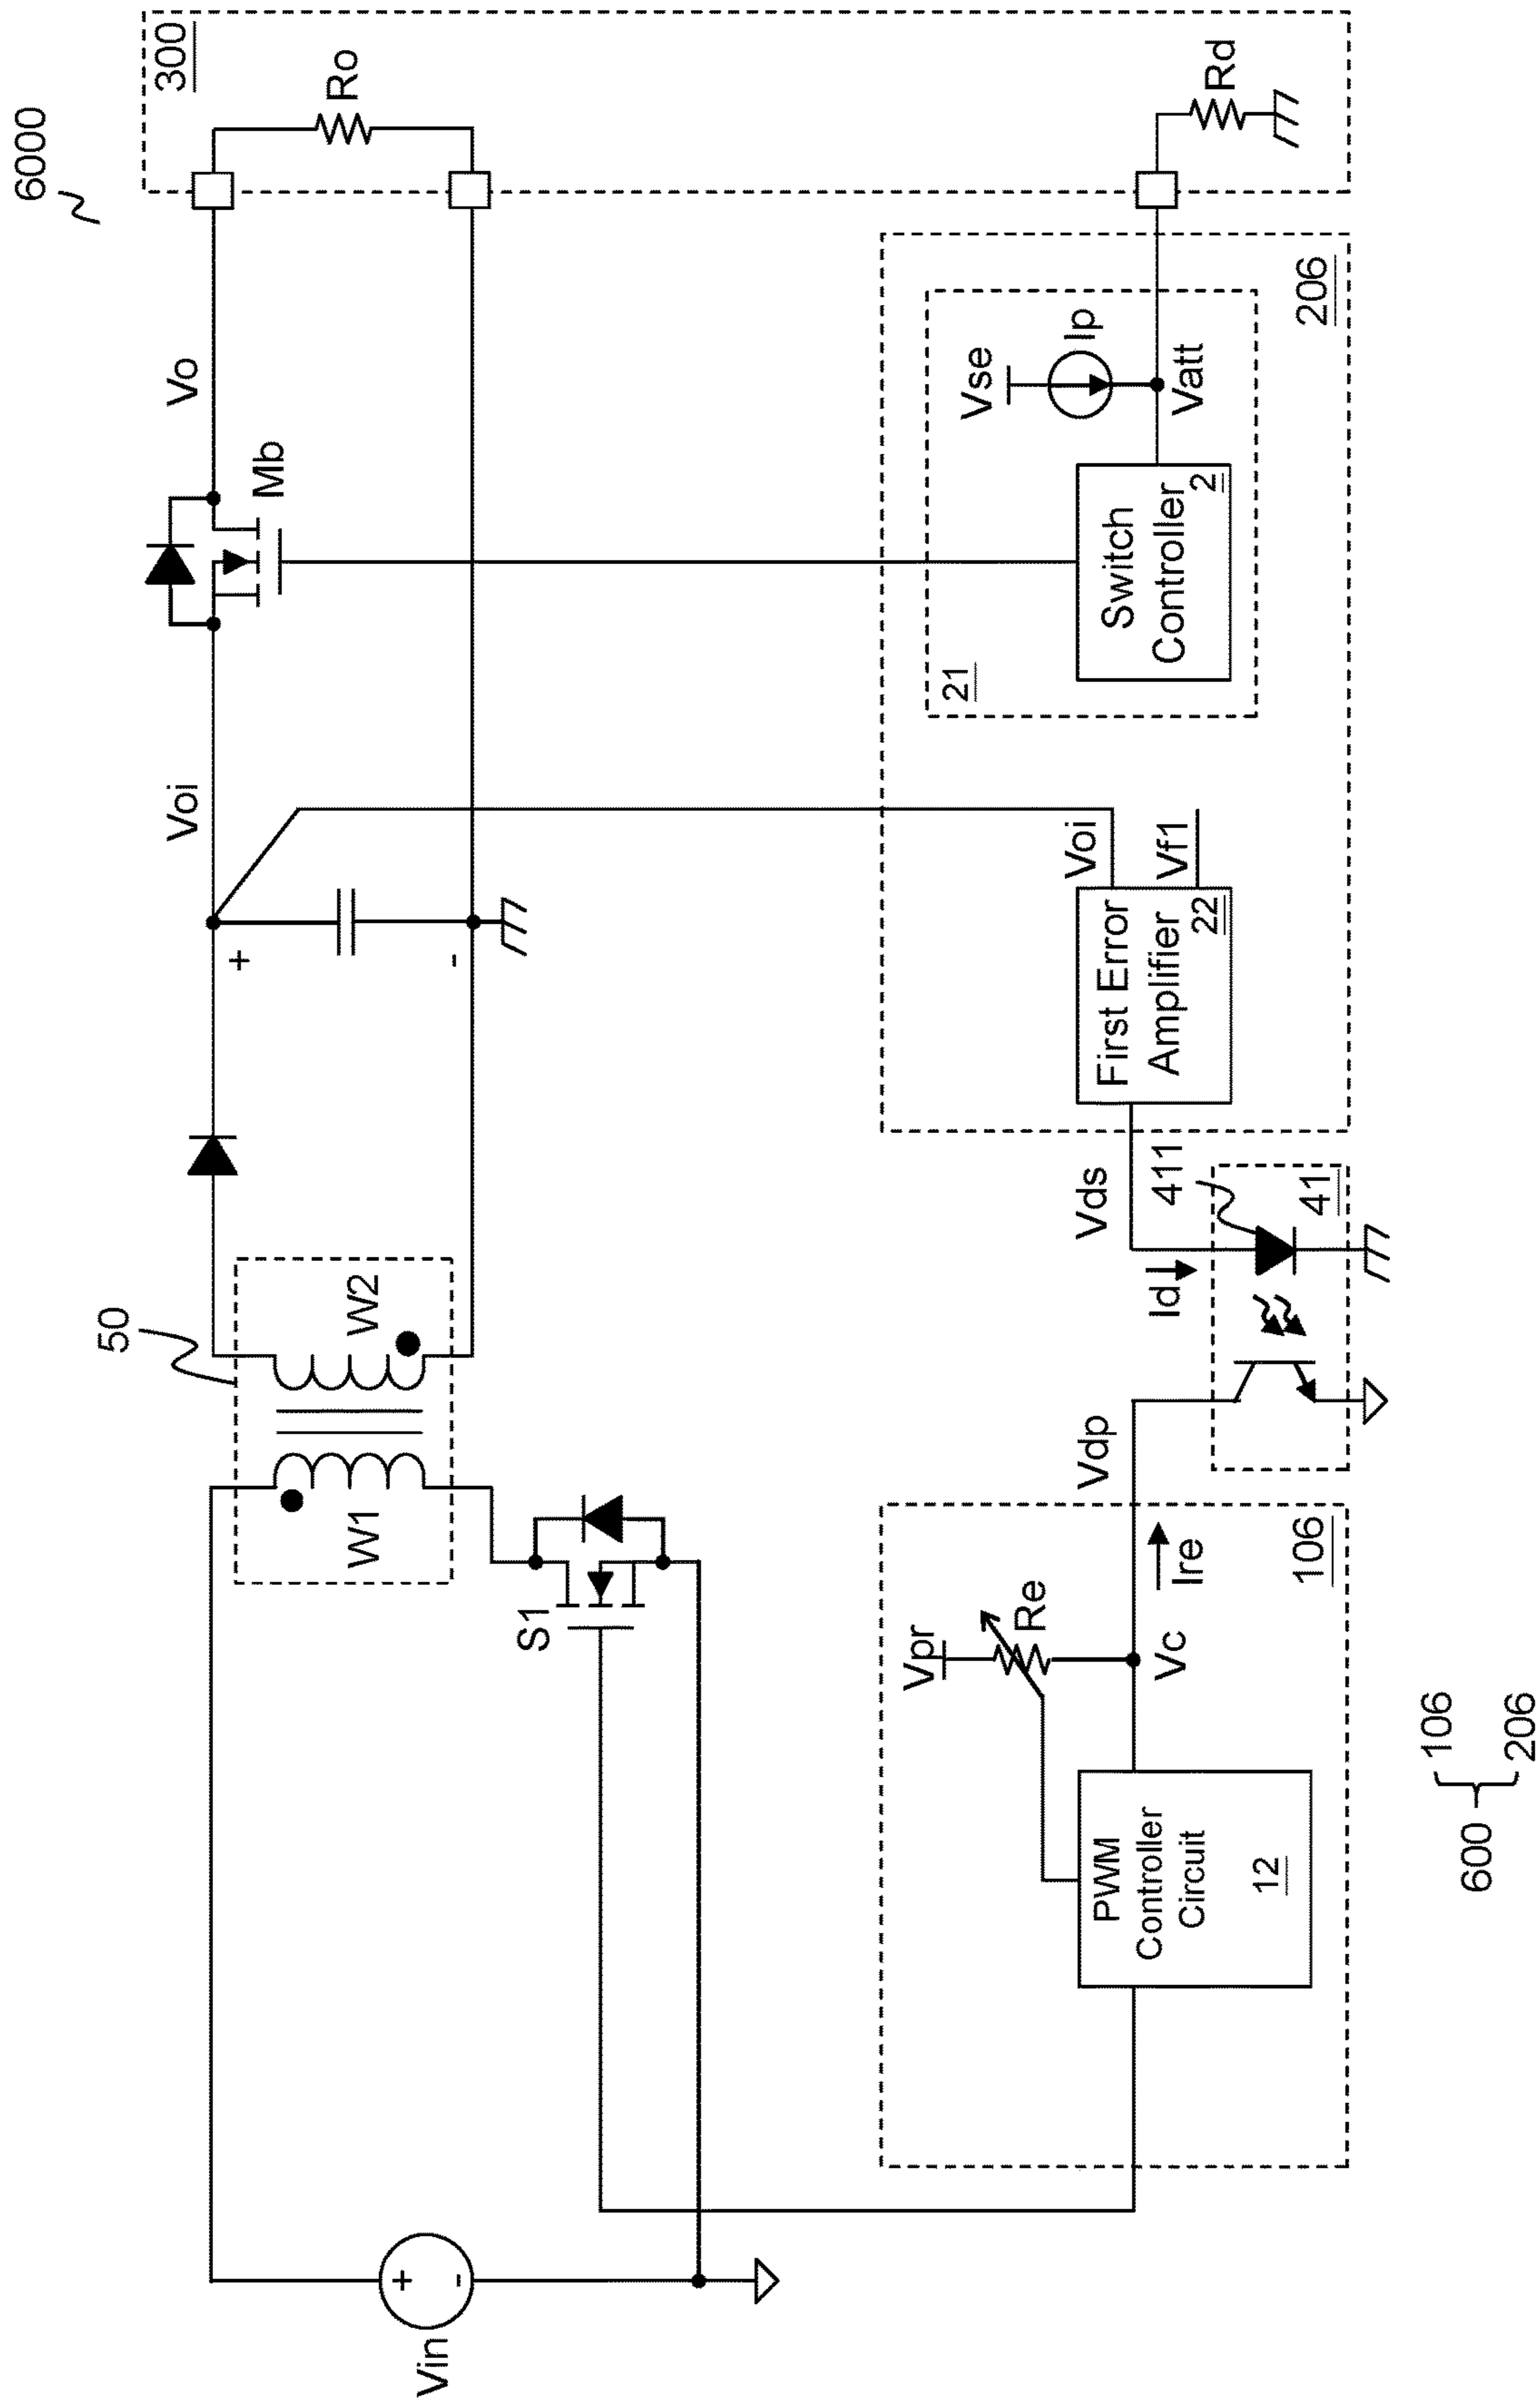 6000
50
300
Voi
Vo
+
-
W1
W2
Mb
Ro
Vin
+
-
S1
Vpr
Re
Vc
Ire
PWM
Controller
Circuit
12
106
Vdp
Id
Vds
411
41
First Error
Amplifier
22
Voi
Vf1
21
Switch
Controller
2
Vse
Ip
Vatt
206
Rd
600
106
206